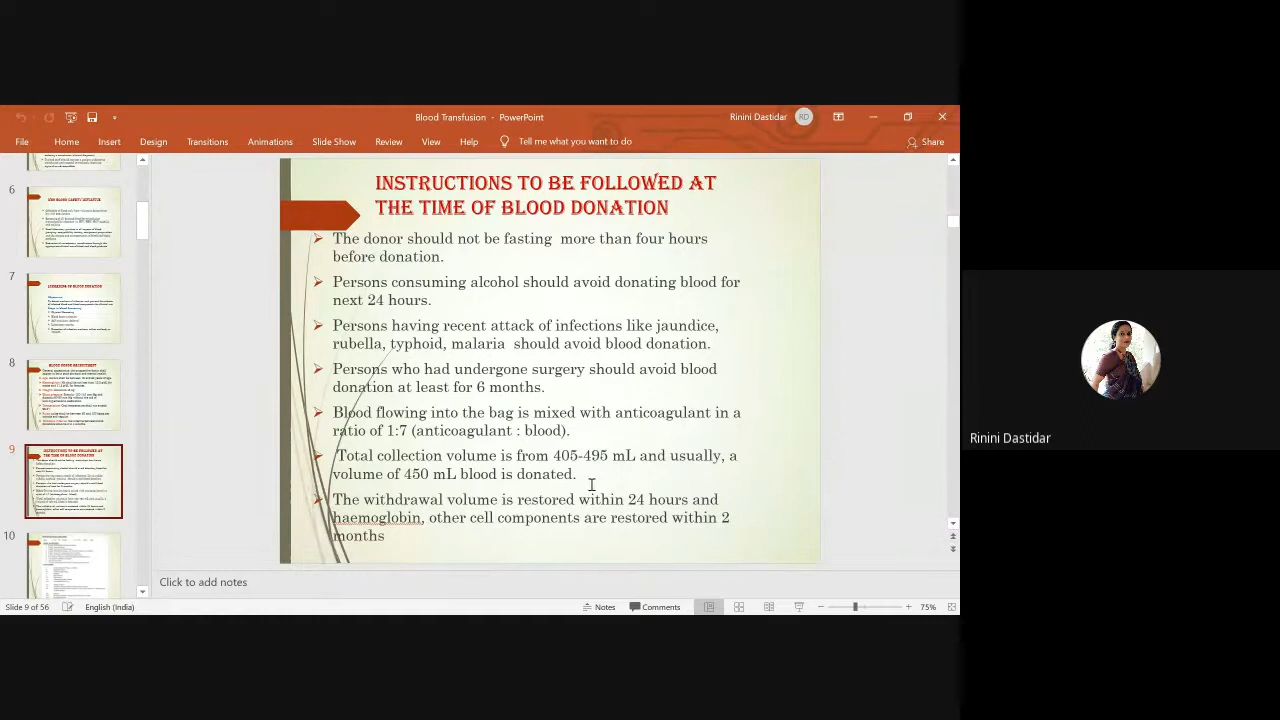 Blood Transfusion - PowerPoint
Rinini Dastidar
RD
File Home Insert Design Transitions Animations Slide Show Review View Help Tell me what you want to do
Share
6
7
8
9
10
INSTRUCTIONS TO BE FOLLOWED AT
THE TIME OF BLOOD DONATION
The donor should not be fasting more than four hours
before donation.
Persons consuming alcohol should avoid donating blood for
next 24 hours.
Persons having recent attack of infections like jaundice,
rubella, typhoid, malaria should avoid blood donation.
Persons who had undergone surgery should avoid blood
donation at least for 6 months.
Blood flowing into the bag is mixed with anticoagulant in a
ratio of 1:7 (anticoagulant : blood).
Total collection volume is from 405-495 mL and usually, a
volume of 450 mL blood is donated.
withdrawal volume is restored within 24 hours and
haemoglobin, other cell components are restored within 2
months
Click to add notes
Slide 9 of 56
English (India)
Notes
Comments
75%
Rinini Dastidar